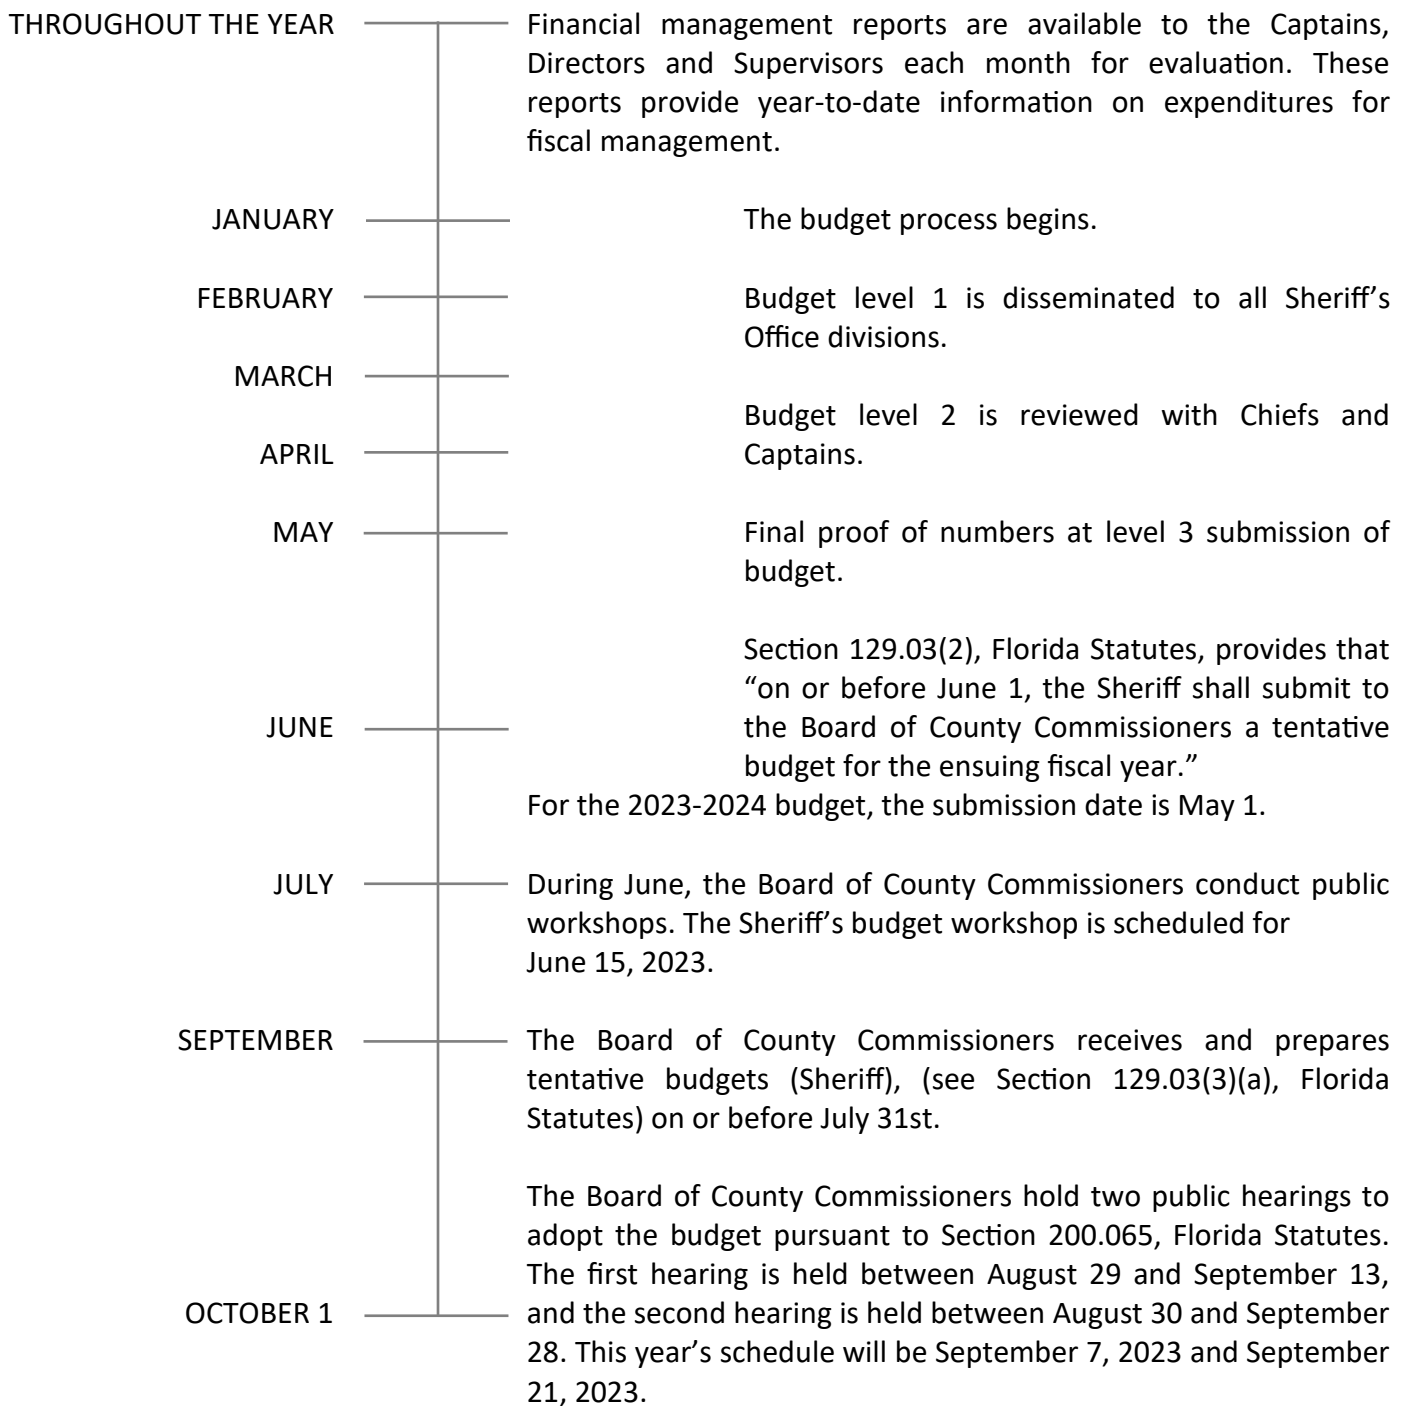 THROUGHOUT THE YEAR
Financial management reports are available to the Captains,
Directors and Supervisors each month for evaluation. These
reports provide year-to-date information on expenditures for
fiscal management.
JANUARY
The budget process begins.
FEBRUARY
Budget level 1 is disseminated to all Sheriff’s
Office divisions.
MARCH
Budget level 2 is reviewed with Chiefs and
APRIL
Captains.
MAY
Final proof of numbers at level 3 submission of
budget.
Section 129.03(2), Florida Statutes, provides that
“on or before June 1, the Sheriff shall submit to
JUNE
the Board of County Commissioners a tentative
budget for the ensuing fiscal year.”
For the 2023-2024 budget, the submission date is May 1.
JULY
During June, the Board of County Commissioners conduct public
workshops. The Sheriff’s budget workshop is scheduled for
June 15, 2023.
SEPTEMBER
The Board of County Commissioners receives and prepares
tentative budgets (Sheriff), (see Section 129.03(3)(a), Florida
Statutes) on or before July 31st.
The Board of County Commissioners hold two public hearings to
adopt the budget pursuant to Section 200.065, Florida Statutes.
The first hearing is held between August 29 and September 13,
OCTOBER 1
and the second hearing is held between August 30 and September
28. This year’s schedule will be September 7, 2023 and September
21, 2023.